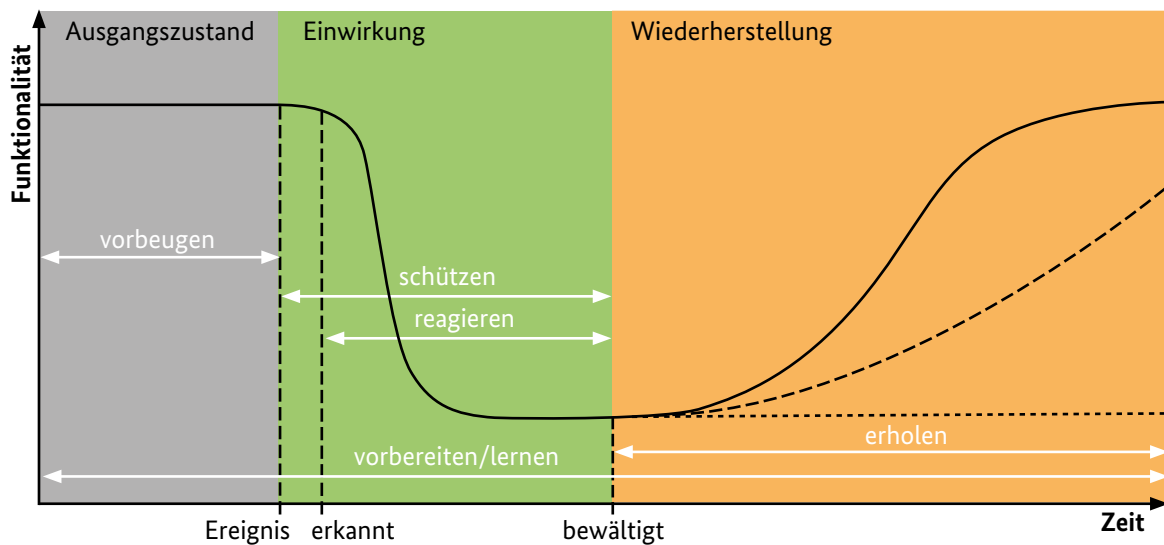 Ausgangszustand
Einwirkung
Wiederherstellung
Funktionalität
vorbeugen
schützen
reagieren
erholen
vorbereiten/lernen
Ereignis
erkannt
bewältigt
Zeit